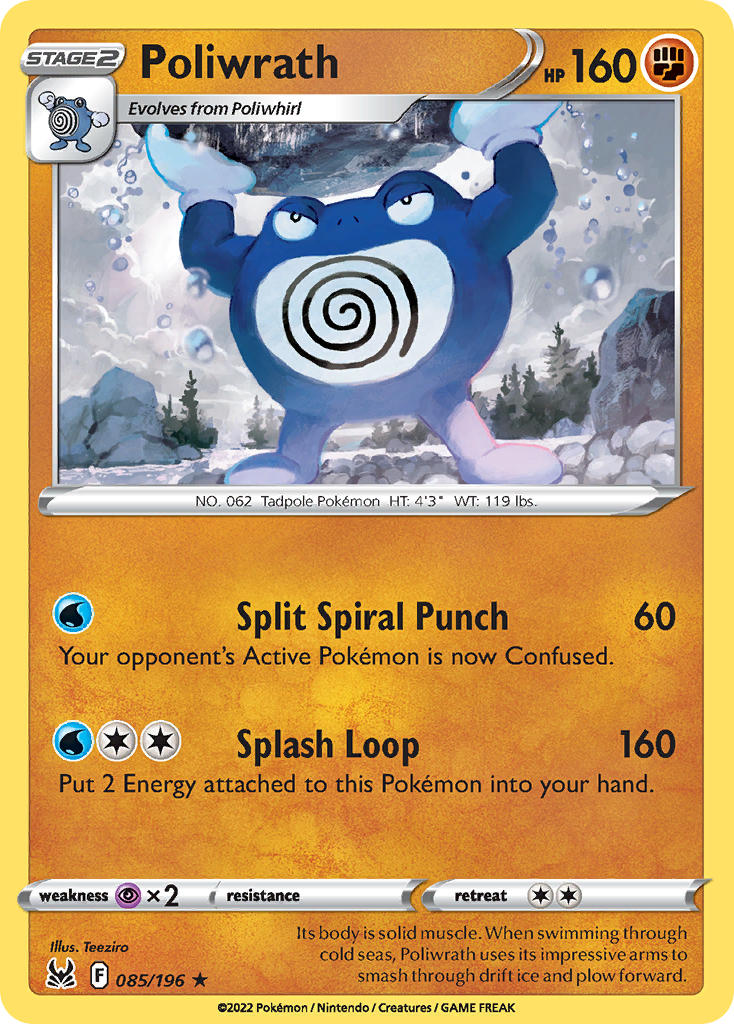 STAGE2
Poliwrath
HP 160
Evolves from Poliwhirl
NO. 062 Tadpole Pokémon HT: 4'3" WT: 119 lbs.
Split Spiral Punch 60
Your opponent's Active Pokémon is now Confused.
Splash Loop 160
Put 2 Energy attached to this Pokémon into your hand.
weakness ×2 resistance retreat
Its body is solid muscle. When swimming through
cold seas, Poliwrath uses its impressive arms to
smash through drift ice and plow forward.
Illus. Teeziro
F 085/196 ★
©2022 Pokémon / Nintendo / Creatures / GAME FREAK